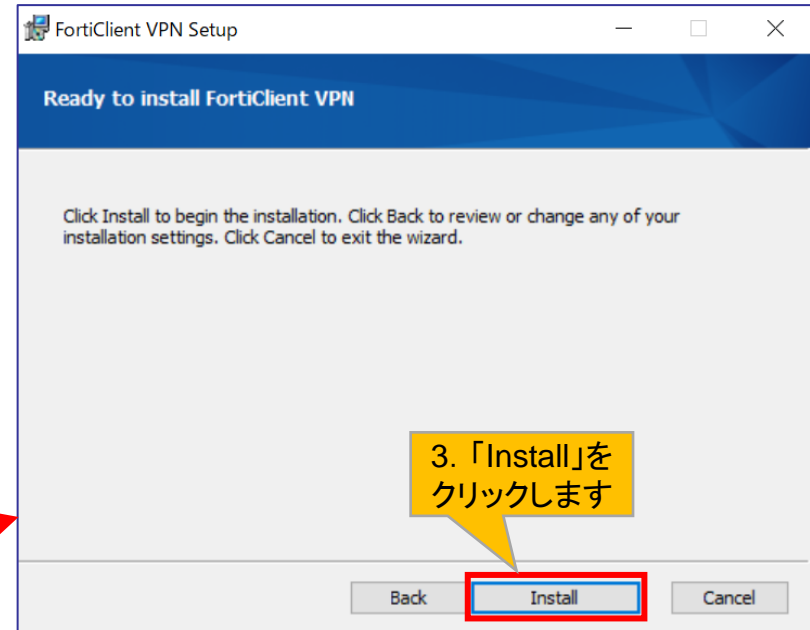 FortiClient VPN Setup
Ready to install FortiClient VPN
Click Install to begin the installation. Click Back to review or change any of your
installation settings. Click Cancel to exit the wizard.
3. 「Install」を
クリックします
Back Install Cancel